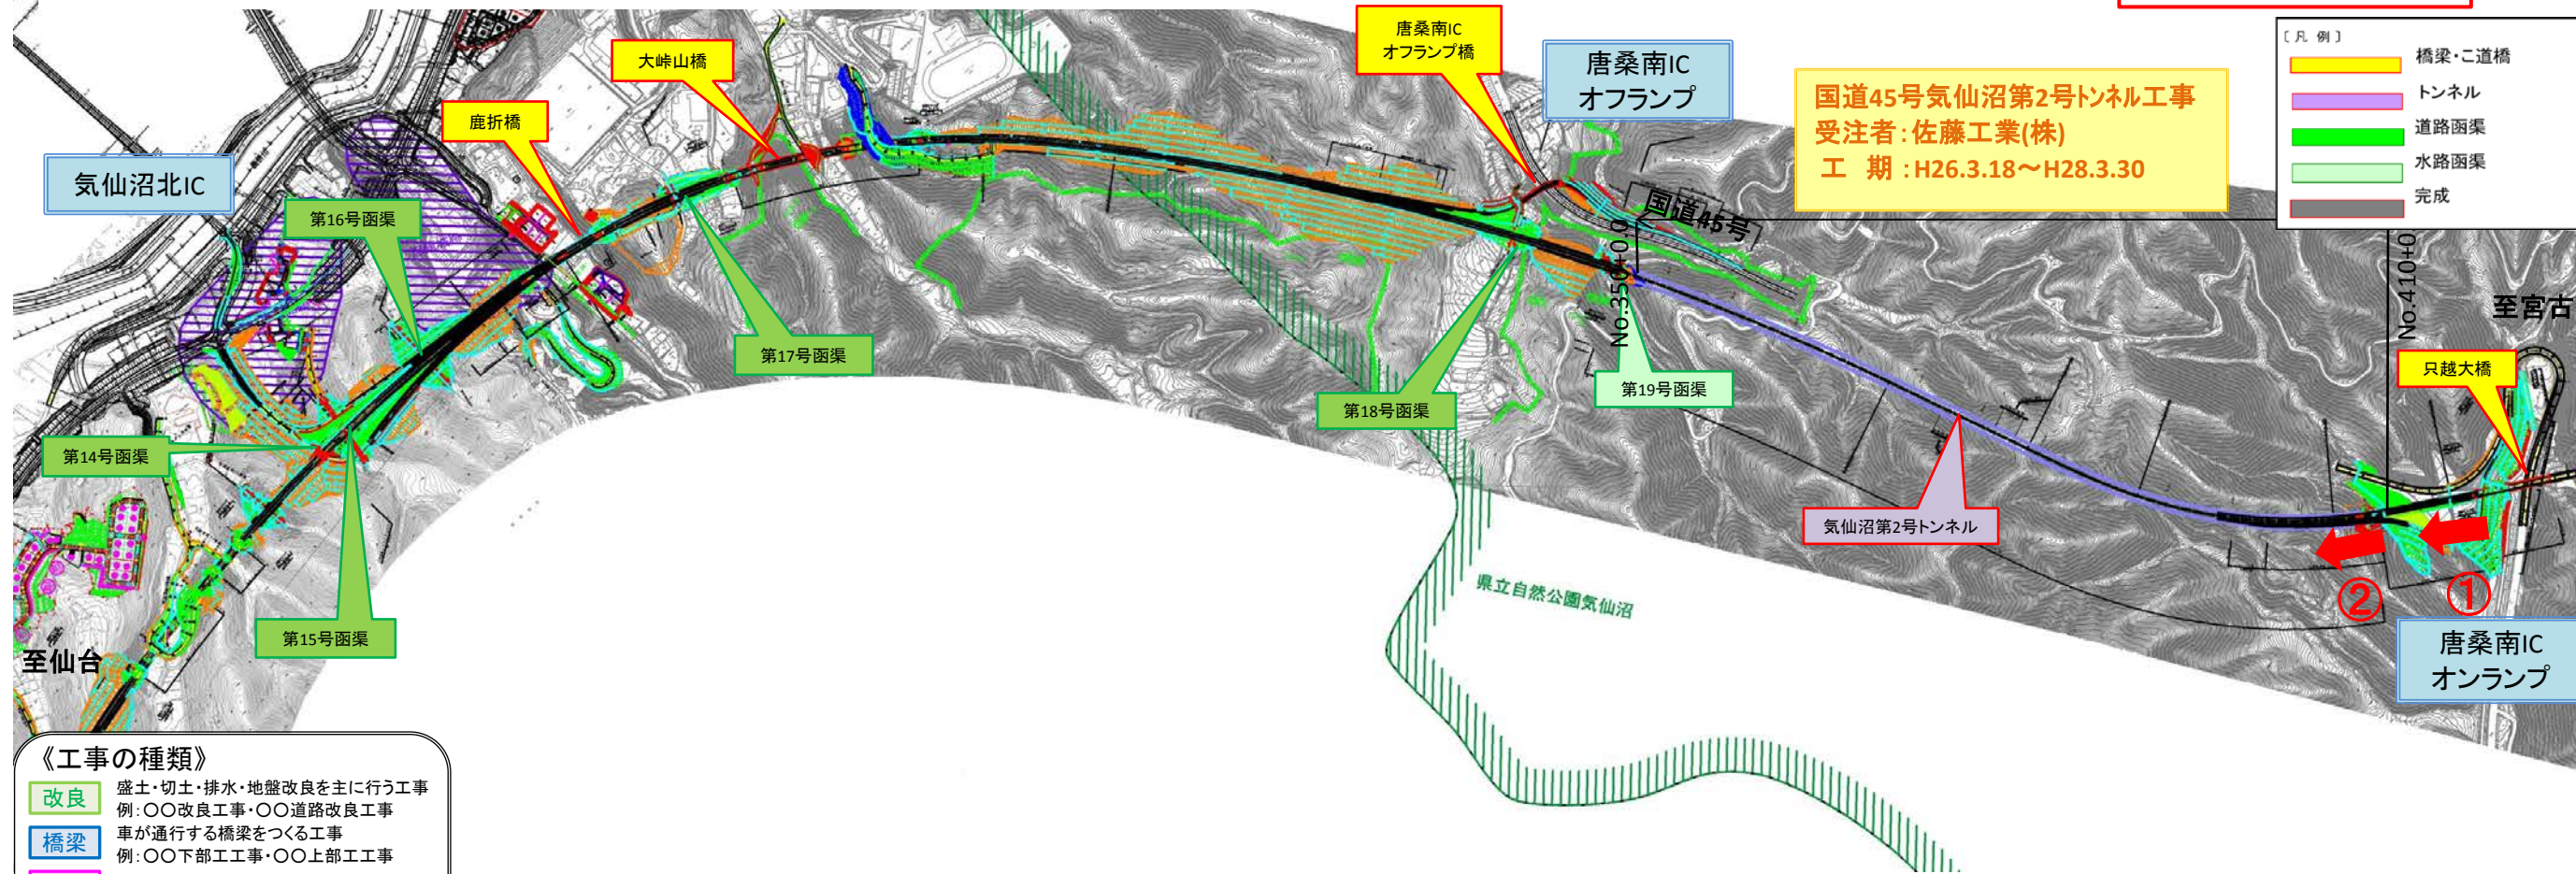 大峠山橋
唐桑南IC
オフランプ橋
唐桑南IC
オフランプ
〔凡 例〕
橋梁・こ道橋
トンネル
道路函渠
水路函渠
完成
国道45号気仙沼第2号トンネル工事
受注者：佐藤工業(株)
工 期：H26.3.18～H28.3.30
鹿折橋
気仙沼北IC
第16号函渠
国道45号
No.350+0.0
No.410+0
至宮古
第17号函渠
只越大橋
第19号函渠
第18号函渠
第14号函渠
気仙沼第2号トンネル
県立自然公園気仙沼
②
①
第15号函渠
至仙台
唐桑南IC
オンランプ
《工事の種類》
改良
盛土・切土・排水・地盤改良を主に行う工事
例：〇〇改良工事・〇〇道路改良工事
橋梁
車が通行する橋梁をつくる工事
例：〇〇下部工工事・〇〇上部工工事